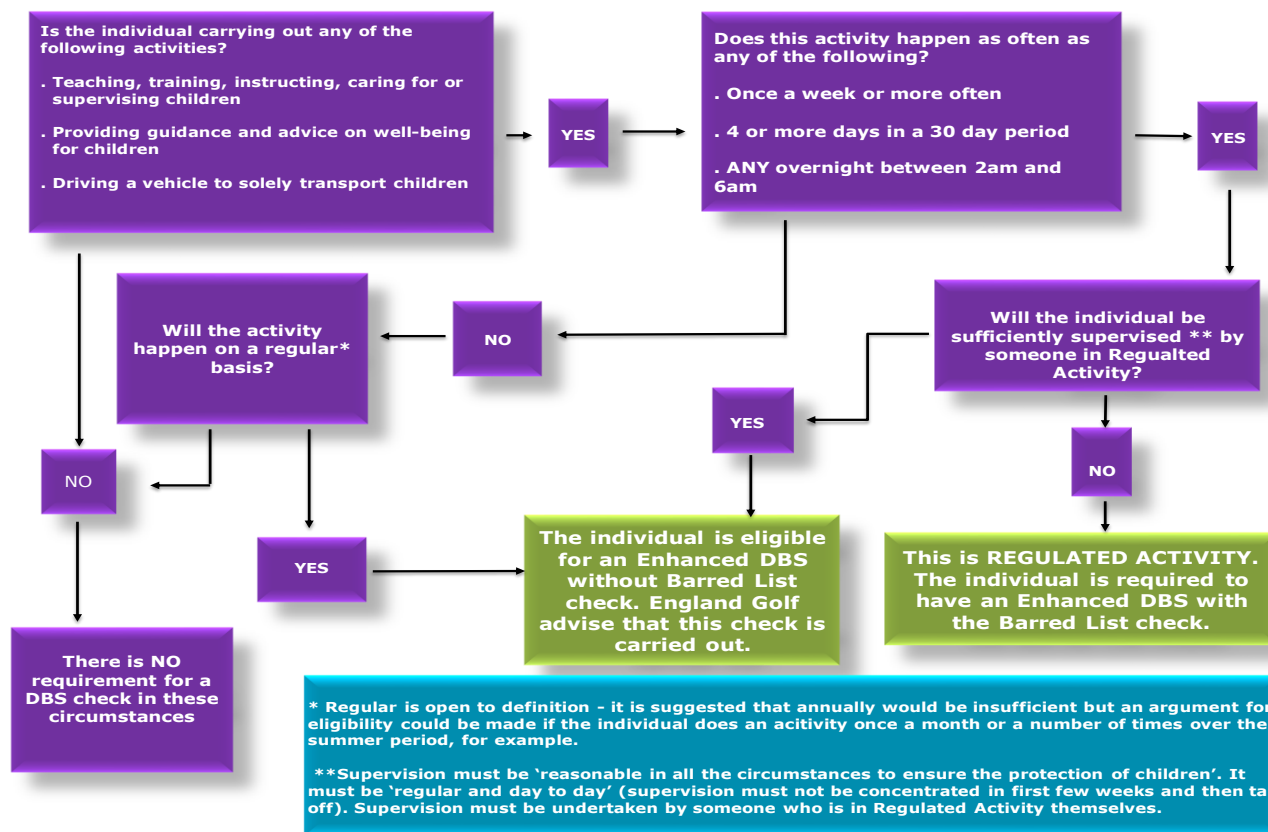 Is the individual carrying out any of the
following activities?
. Teaching, training, instructing, caring for or
supervising children
. Providing guidance and advice on well-being
for children
. Driving a vehicle to solely transport children
YES
Does this activity happen as often as
any of the following?
. Once a week or more often
. 4 or more days in a 30 day period
. ANY overnight between 2am and
6am
YES
Will the activity
happen on a regular*
basis?
NO
Will the individual be
sufficiently supervised ** by
someone in Regualted
Activity?
NO
YES
NO
YES
The individual is eligible
for an Enhanced DBS
without Barred List
check. England Golf
advise that this check is
carried out.
This is REGULATED ACTIVITY.
The individual is required to
have an Enhanced DBS with
the Barred List check.
There is NO
requirement for a
DBS check in these
circumstances
* Regular is open to definition - it is suggested that annually would be insufficient but an argument for
eligibility could be made if the individual does an acitivity once a month or a number of times over the
summer period, for example.
**Supervision must be ‘reasonable in all the circumstances to ensure the protection of children’. It
must be ‘regular and day to day’ (supervision must not be concentrated in first few weeks and then ta
off). Supervision must be undertaken by someone who is in Regulated Activity themselves.